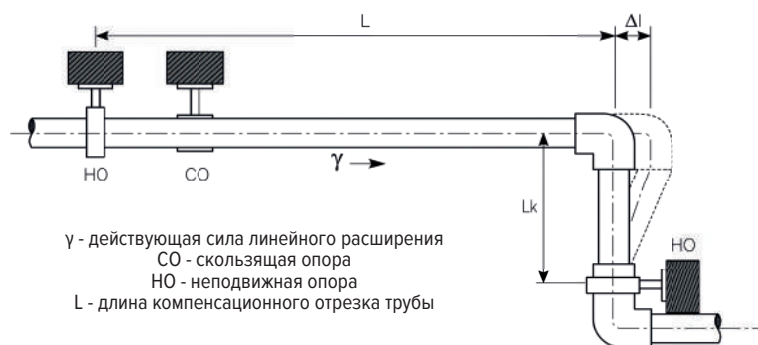 L
Δl
НО
СО
γ
Lk
НО
γ - действующая сила линейного расширения
СО - скользящая опора
НО - неподвижная опора
L - длина компенсационного отрезка трубы